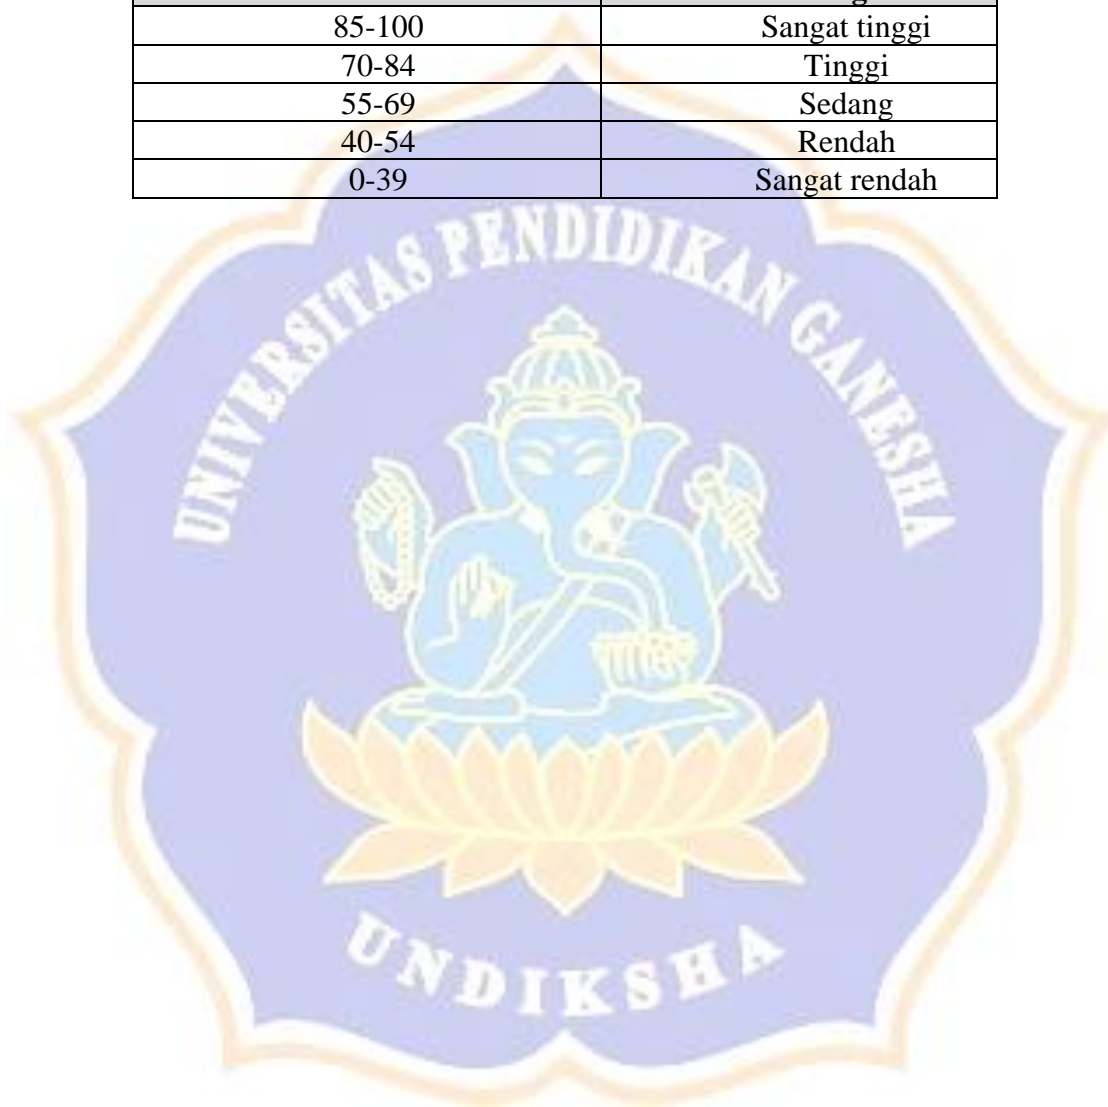 85-100 Sangat tinggi
70-84 Tinggi
55-69 Sedang
40-54 Rendah
0-39 Sangat rendah
UNIVERSITAS PENDIDIKAN GANESHA
UNDIKSHA